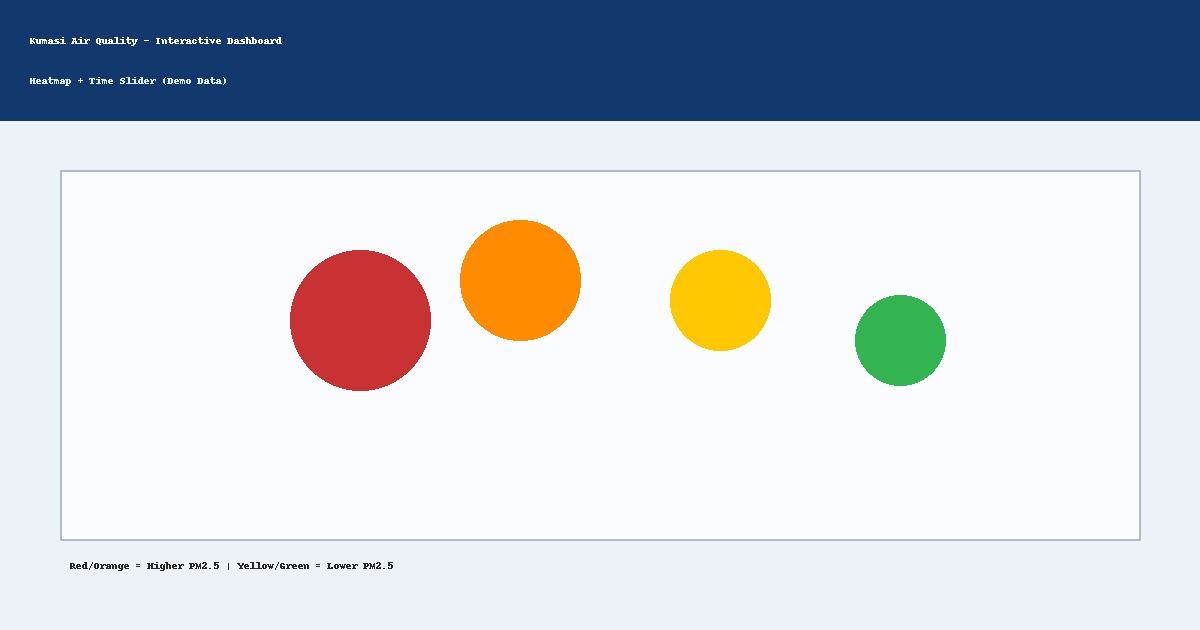 Kumasi Air Quality - Interactive Dashboard
Heatmap + Time Slider (Demo Data)
Red/Orange = Higher PM2.5 | Yellow/Green = Lower PM2.5